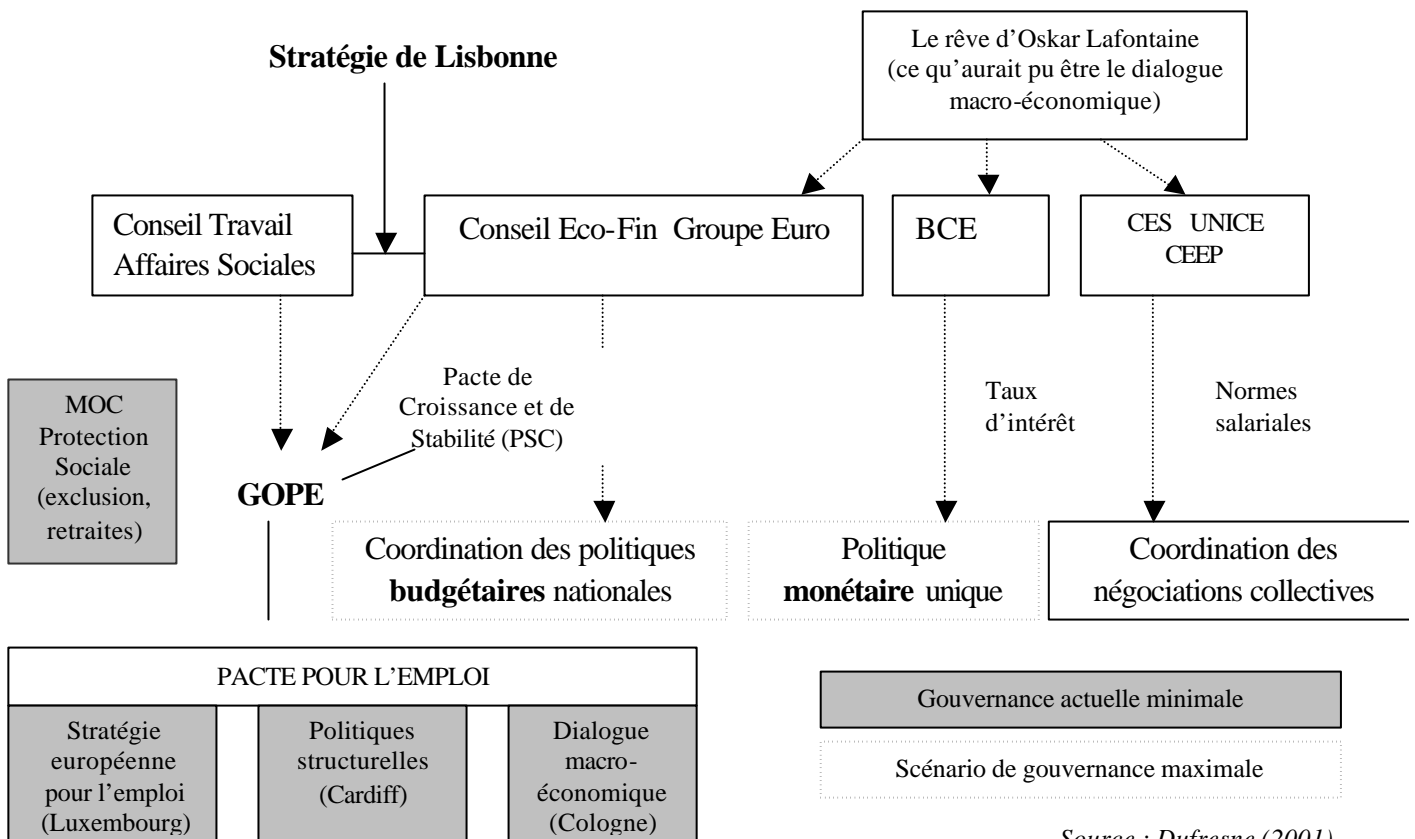 Stratégie de Lisbonne
Le rêve d'Oskar Lafontaine
(ce qu'aurait pu être le dialogue
macro-économique)
Conseil Travail
Affaires Sociales
Conseil Eco-Fin Groupe Euro
BCE
CES UNICE
CEEP
MOC
Protection
Sociale
(exclusion,
retraites)
Pacte de
Croissance et de
Stabilité (PSC)
Taux
d'intérêt
Normes
salariales
GOPE
Coordination des politiques
budgétaires nationales
Politique
monétaire unique
Coordination des
négociations collectives
PACTE POUR L'EMPLOI
Stratégie
européenne
pour l'emploi
(Luxembourg)
Politiques
structurelles
(Cardiff)
Dialogue
macro-
économique
(Cologne)
Gouvernance actuelle minimale
Scénario de gouvernance maximale
Source : Dufresne (2001)